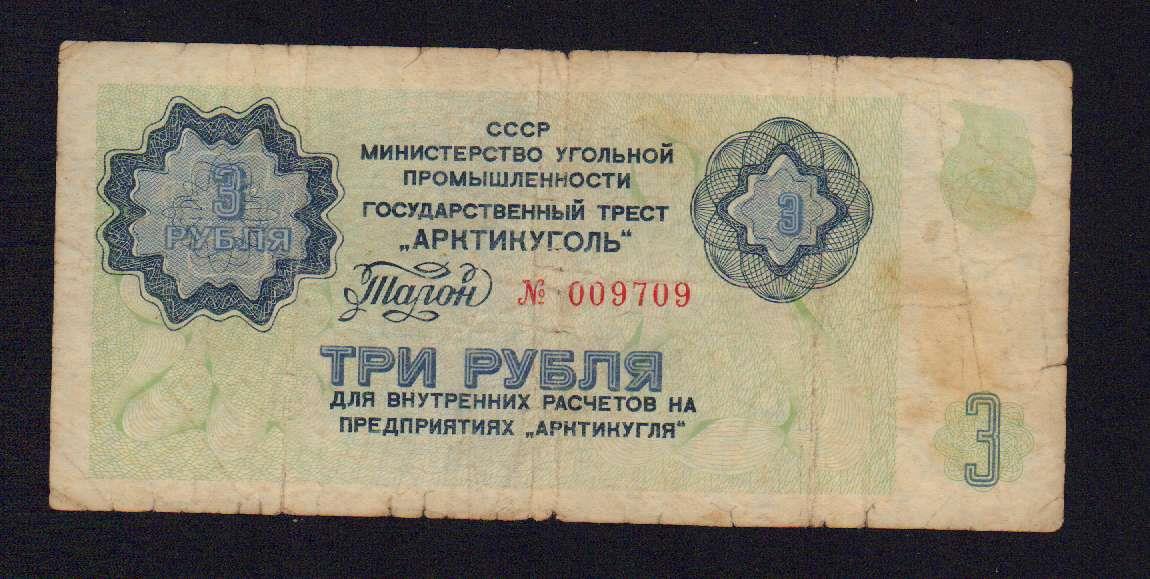 3
РУБЛЯ
СССР
МИНИСТЕРСТВО УГОЛЬНОЙ
ПРОМЫШЛЕННОСТИ
ГОСУДАРСТВЕННЫЙ ТРЕСТ
„АРКТИКУГОЛЬ“
Талон № 009709
3
ТРИ РУБЛЯ
ДЛЯ ВНУТРЕННИХ РАСЧЕТОВ НА
ПРЕДПРИЯТИЯХ „АРКТИКУГЛЯ“
3